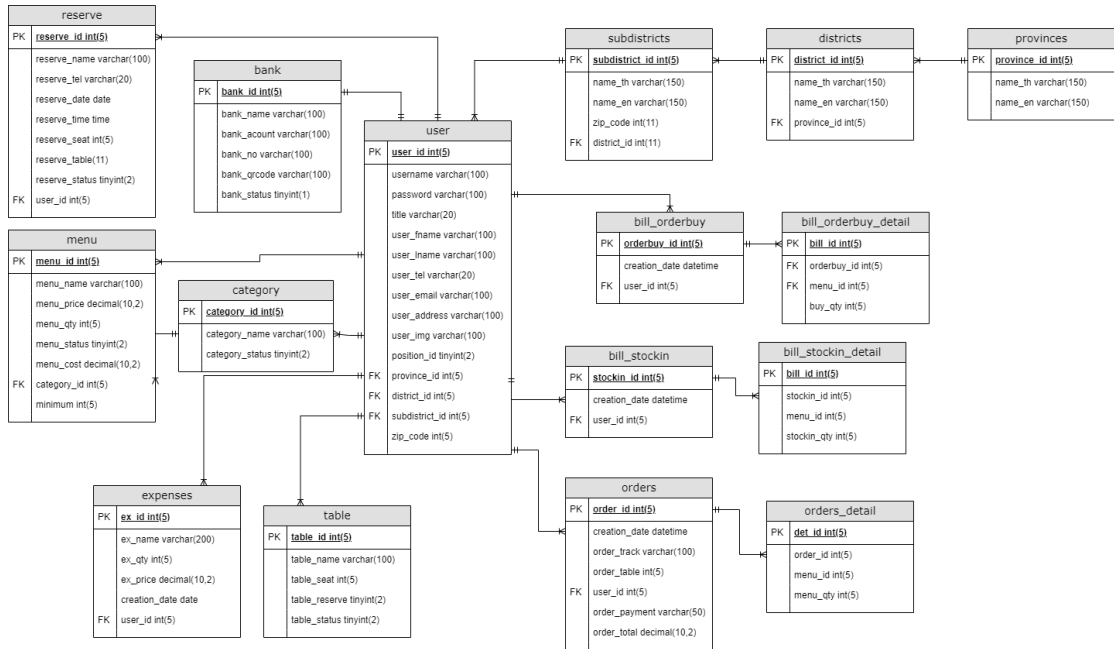 reserve
PK reserve_id int(5)
reserve_name varchar(100)
reserve_tel varchar(20)
reserve_date date
reserve_time time
reserve_seat int(5)
reserve_table(11)
reserve_status tinyint(2)
FK user_id int(5)
bank
PK bank_id int(5)
bank_name varchar(100)
bank_acount varchar(100)
bank_no varchar(100)
bank_qrcode varchar(100)
bank_status tinyint(1)
subdistricts
PK subdistrict_id int(5)
name_th varchar(150)
name_en varchar(150)
zip_code int(11)
FK district_id int(11)
districts
PK district_id int(5)
name_th varchar(150)
name_en varchar(150)
FK province_id int(5)
provinces
PK province_id int(5)
name_th varchar(150)
name_en varchar(150)
user
PK user_id int(5)
username varchar(100)
password varchar(100)
title varchar(20)
user_fname varchar(100)
user_lname varchar(100)
user_tel varchar(20)
user_email varchar(100)
user_address varchar(100)
user_img varchar(100)
position_id tinyint(2)
FK province_id int(5)
FK district_id int(5)
FK subdistrict_id int(5)
zip_code int(5)
menu
PK menu_id int(5)
menu_name varchar(100)
menu_price decimal(10,2)
menu_qty int(5)
menu_status tinyint(2)
menu_cost decimal(10,2)
FK category_id int(5)
minimum int(5)
category
PK category_id int(5)
category_name varchar(100)
category_status tinyint(2)
bill_orderbuy
PK orderbuy_id int(5)
creation_date datetime
FK user_id int(5)
bill_orderbuy_detail
PK bill_id int(5)
FK orderbuy_id int(5)
FK menu_id int(5)
buy_qty int(5)
bill_stockin
PK stockin_id int(5)
creation_date datetime
FK user_id int(5)
bill_stockin_detail
PK bill_id int(5)
stockin_id int(5)
menu_id int(5)
stockin_qty int(5)
expenses
PK ex_id int(5)
ex_name varchar(200)
ex_qty int(5)
ex_price decimal(10,2)
creation_date date
FK user_id int(5)
table
PK table_id int(5)
table_name varchar(100)
table_seat int(5)
table_reserve tinyint(2)
table_status tinyint(2)
orders
PK order_id int(5)
creation_date datetime
order_track varchar(100)
order_table int(5)
FK user_id int(5)
order_payment varchar(50)
order_total decimal(10,2)
orders_detail
PK det_id int(5)
order_id int(5)
menu_id int(5)
menu_qty int(5)